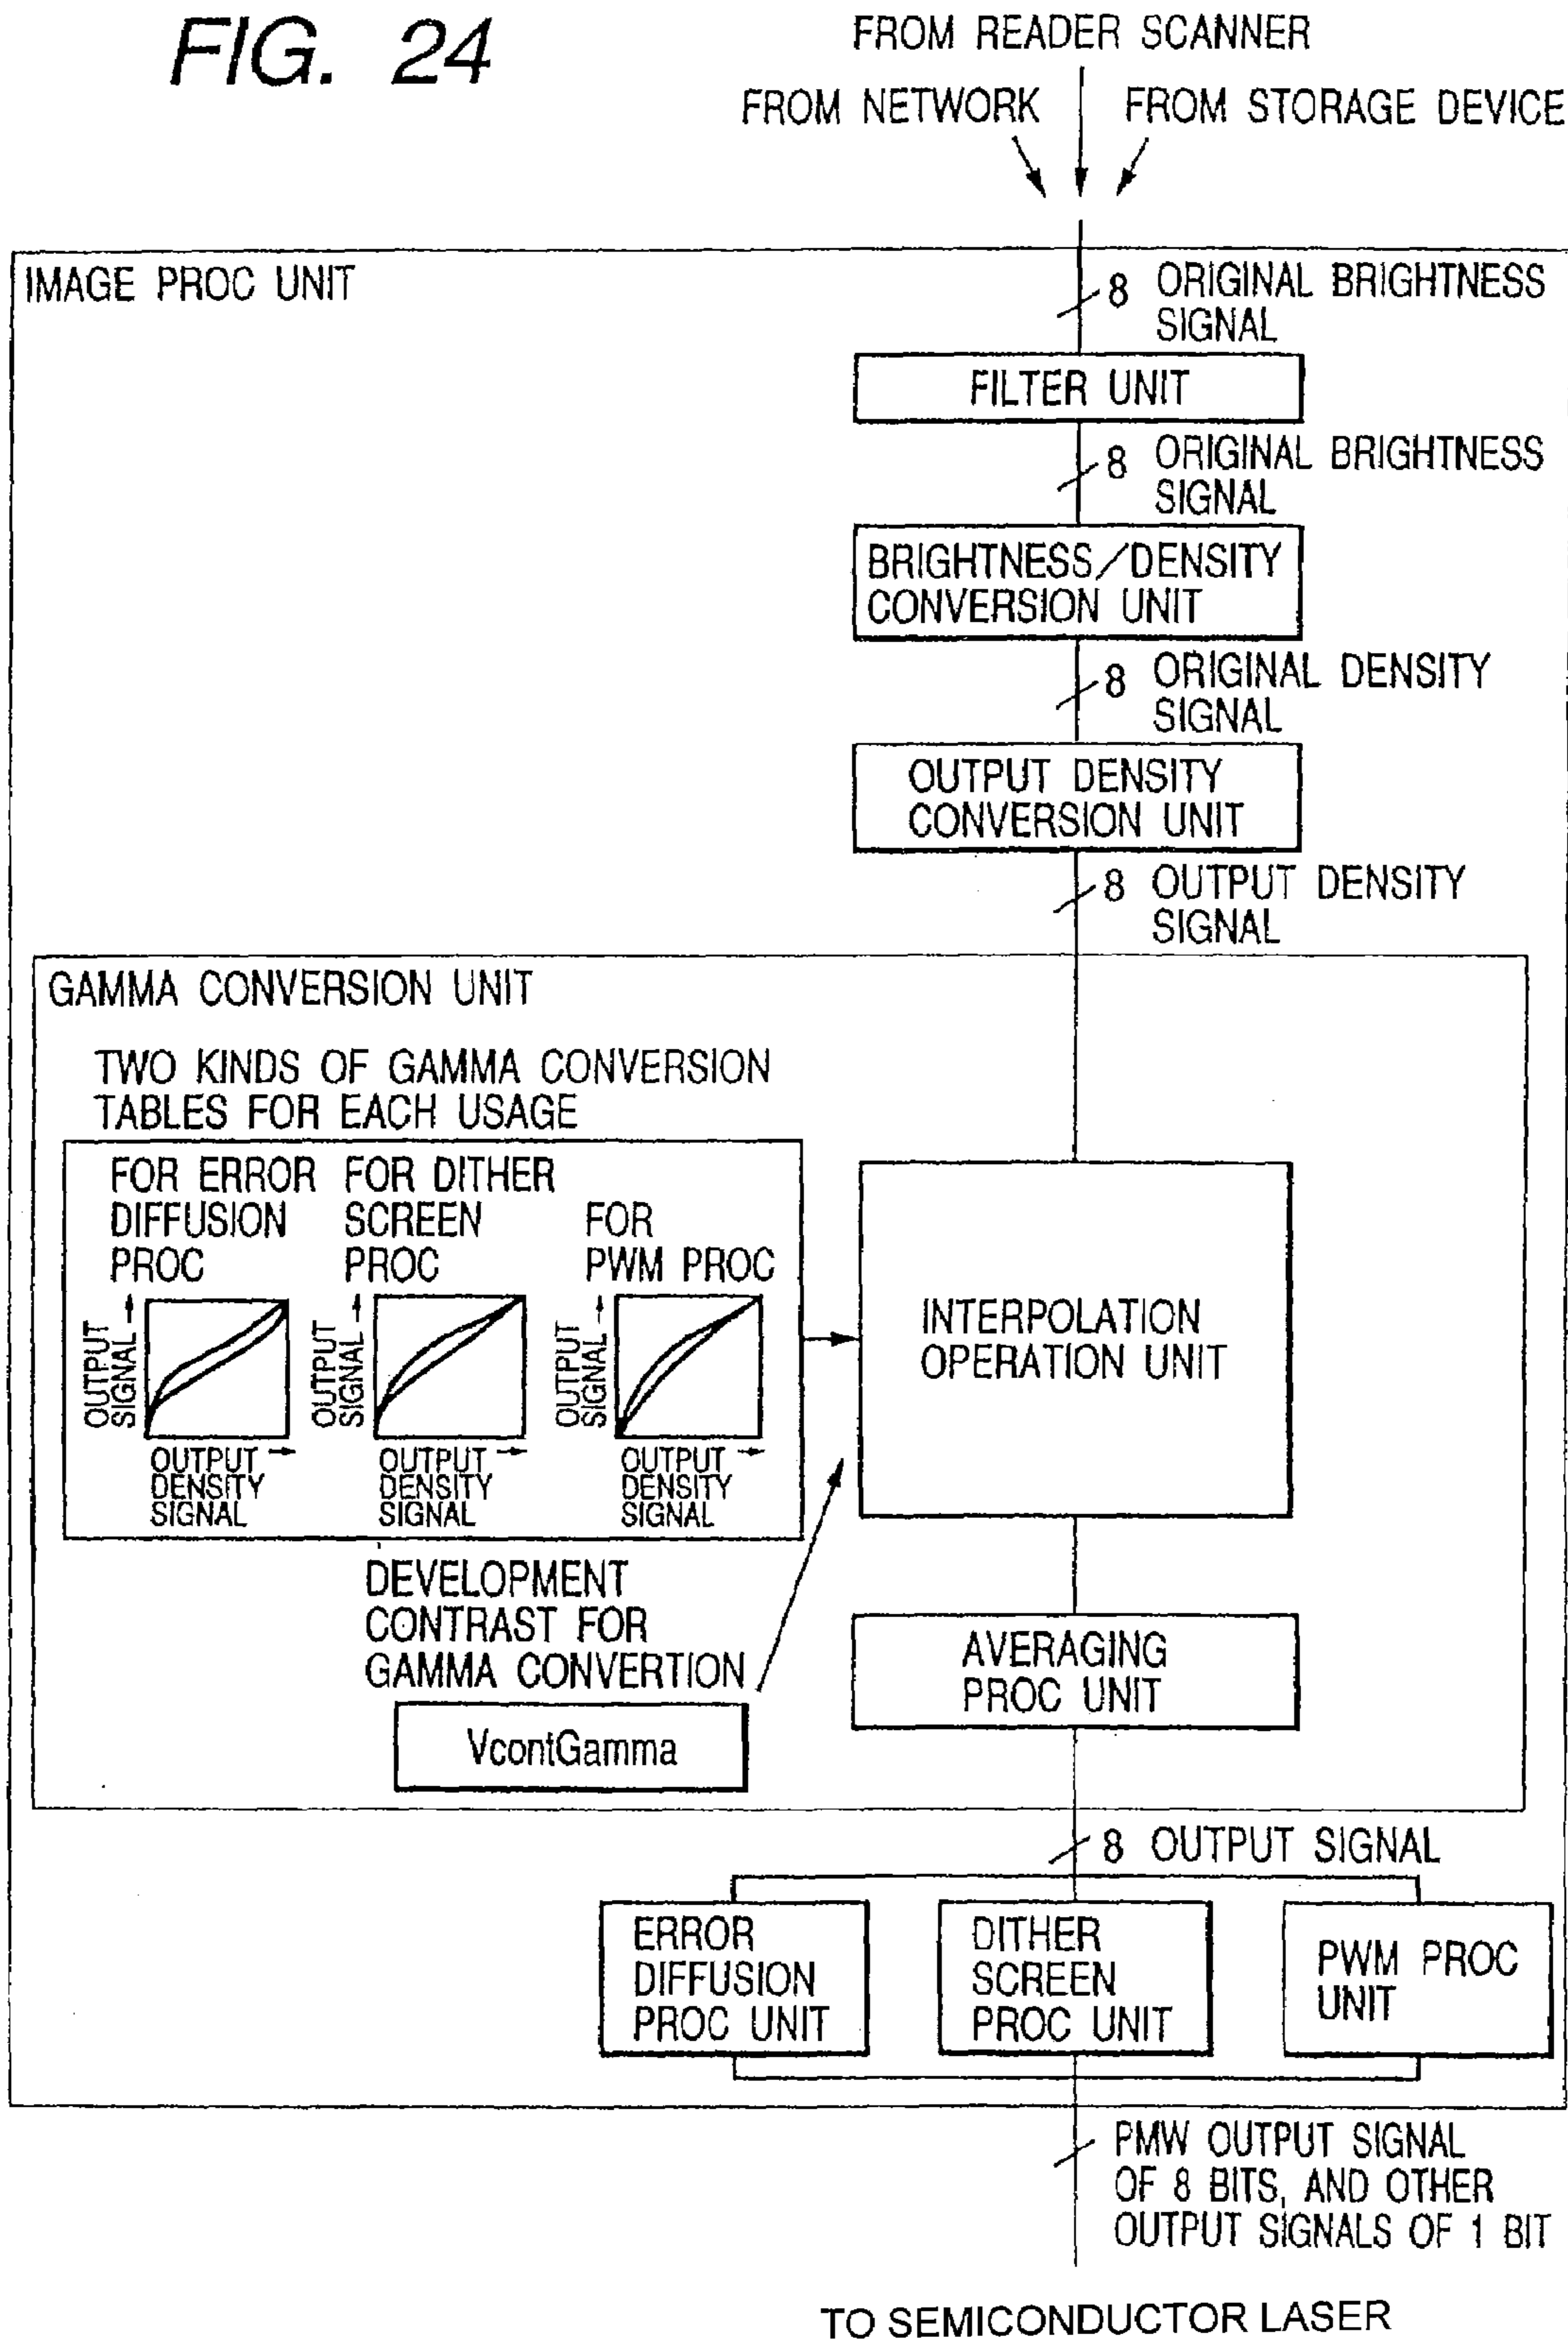 FIG. 24
FROM READER SCANNER
FROM NETWORK
FROM STORAGE DEVICE
IMAGE PROC UNIT
8 ORIGINAL BRIGHTNESS
SIGNAL
FILTER UNIT
8 ORIGINAL BRIGHTNESS
SIGNAL
BRIGHTNESS/DENSITY
CONVERSION UNIT
8 ORIGINAL DENSITY
SIGNAL
OUTPUT DENSITY
CONVERSION UNIT
8 OUTPUT DENSITY
SIGNAL
GAMMA CONVERSION UNIT
TWO KINDS OF GAMMA CONVERSION
TABLES FOR EACH USAGE
FOR ERROR
DIFFUSION
PROC
OUTPUT
SIGNAL
OUTPUT
DENSITY
SIGNAL
FOR DITHER
SCREEN
PROC
OUTPUT
SIGNAL
OUTPUT
DENSITY
SIGNAL
FOR
PWM PROC
OUTPUT
SIGNAL
OUTPUT
DENSITY
SIGNAL
INTERPOLATION
OPERATION UNIT
DEVELOPMENT
CONTRAST FOR
GAMMA CONVERTION
VcontGamma
AVERAGING
PROC UNIT
8 OUTPUT SIGNAL
ERROR
DIFFUSION
PROC UNIT
DITHER
SCREEN
PROC UNIT
PWM PROC
UNIT
PMW OUTPUT SIGNAL
OF 8 BITS, AND OTHER
OUTPUT SIGNALS OF 1 BIT
TO SEMICONDUCTOR LASER